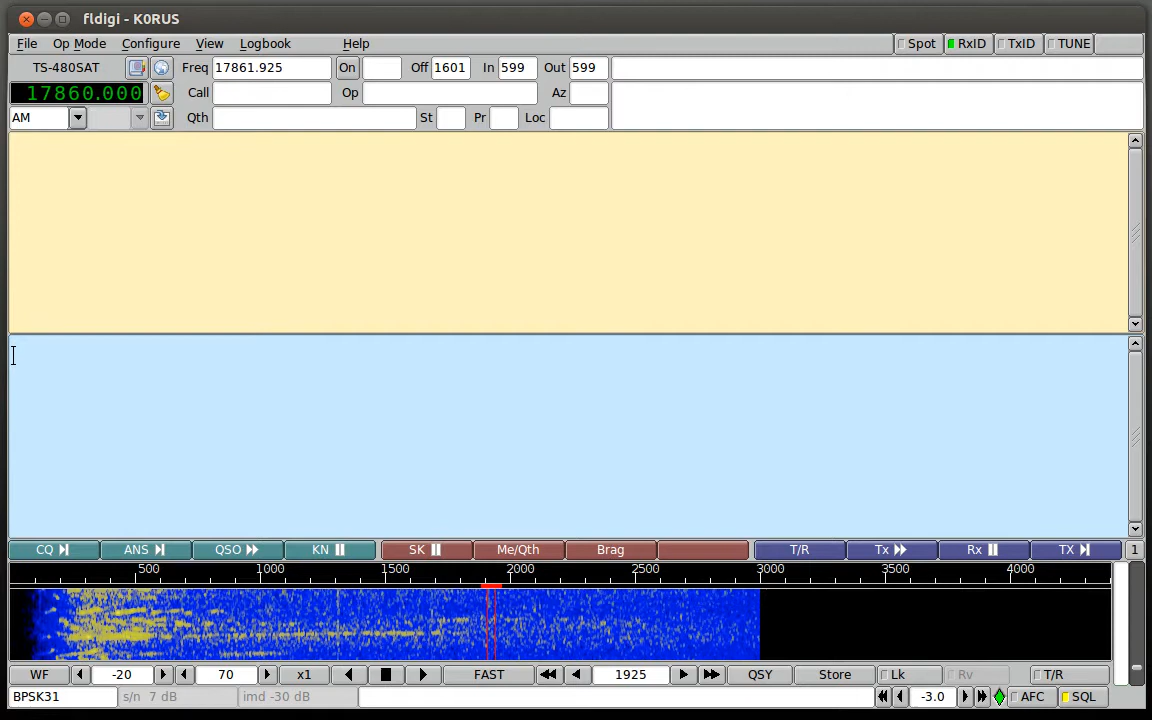 fldigi - K0RUS
File Op Mode Configure View Logbook Help Spot RxID TxID TUNE
TS-480SAT Freq 17861.925 On Off 1601 In 599 Out 599
17860.000 Call Op Az
AM Qth St Pr Loc
CQ ANS QSO KN SK Me/Qth Brag T/R Tx Rx TX 1
500 1000 1500 2000 2500 3000 3500 4000
WF -20 70 x1 FAST 1925 QSY Store Lk Rv T/R
BPSK31 s/n 7 dB imd -30 dB -3.0 AFC SQL